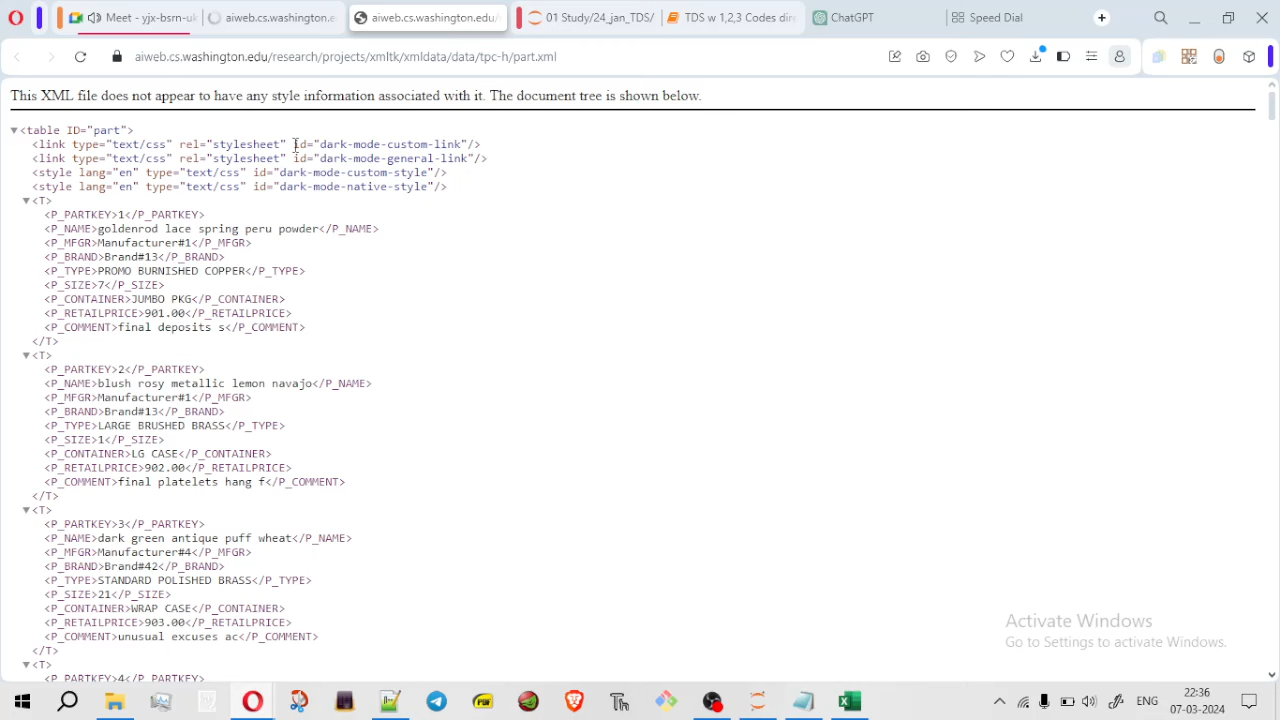 Meet - yjx-bsrn-uk
aiweb.cs.washington.e
aiweb.cs.washington.edu/
01 Study/24_jan_TDS/
TDS w 1,2,3 Codes dire
ChatGPT
Speed Dial
aiweb.cs.washington.edu/research/projects/xmltk/xmldata/data/tpc-h/part.xml
This XML file does not appear to have any style information associated with it. The document tree is shown below.
▼<table ID="part">
<link type="text/css" rel="stylesheet" id="dark-mode-custom-link"/>
<link type="text/css" rel="stylesheet" id="dark-mode-general-link"/>
<style lang="en" type="text/css" id="dark-mode-custom-style"/>
<style lang="en" type="text/css" id="dark-mode-native-style"/>
▼<T>
<P_PARTKEY>1</P_PARTKEY>
<P_NAME>goldenrod lace spring peru powder</P_NAME>
<P_MFGR>Manufacturer#1</P_MFGR>
<P_BRAND>Brand#13</P_BRAND>
<P_TYPE>PROMO BURNISHED COPPER</P_TYPE>
<P_SIZE>7</P_SIZE>
<P_CONTAINER>JUMBO PKG</P_CONTAINER>
<P_RETAILPRICE>901.00</P_RETAILPRICE>
<P_COMMENT>final deposits s</P_COMMENT>
</T>
▼<T>
<P_PARTKEY>2</P_PARTKEY>
<P_NAME>blush rosy metallic lemon navajo</P_NAME>
<P_MFGR>Manufacturer#1</P_MFGR>
<P_BRAND>Brand#13</P_BRAND>
<P_TYPE>LARGE BRUSHED BRASS</P_TYPE>
<P_SIZE>1</P_SIZE>
<P_CONTAINER>LG CASE</P_CONTAINER>
<P_RETAILPRICE>902.00</P_RETAILPRICE>
<P_COMMENT>final platelets hang f</P_COMMENT>
</T>
▼<T>
<P_PARTKEY>3</P_PARTKEY>
<P_NAME>dark green antique puff wheat</P_NAME>
<P_MFGR>Manufacturer#4</P_MFGR>
<P_BRAND>Brand#42</P_BRAND>
<P_TYPE>STANDARD POLISHED BRASS</P_TYPE>
<P_SIZE>21</P_SIZE>
<P_CONTAINER>WRAP CASE</P_CONTAINER>
<P_RETAILPRICE>903.00</P_RETAILPRICE>
<P_COMMENT>unusual excuses ac</P_COMMENT>
</T>
▼<T>
<P_PARTKEY>4</P_PARTKEY>
Activate Windows
Go to Settings to activate Windows.
ENG
22:36
07-03-2024